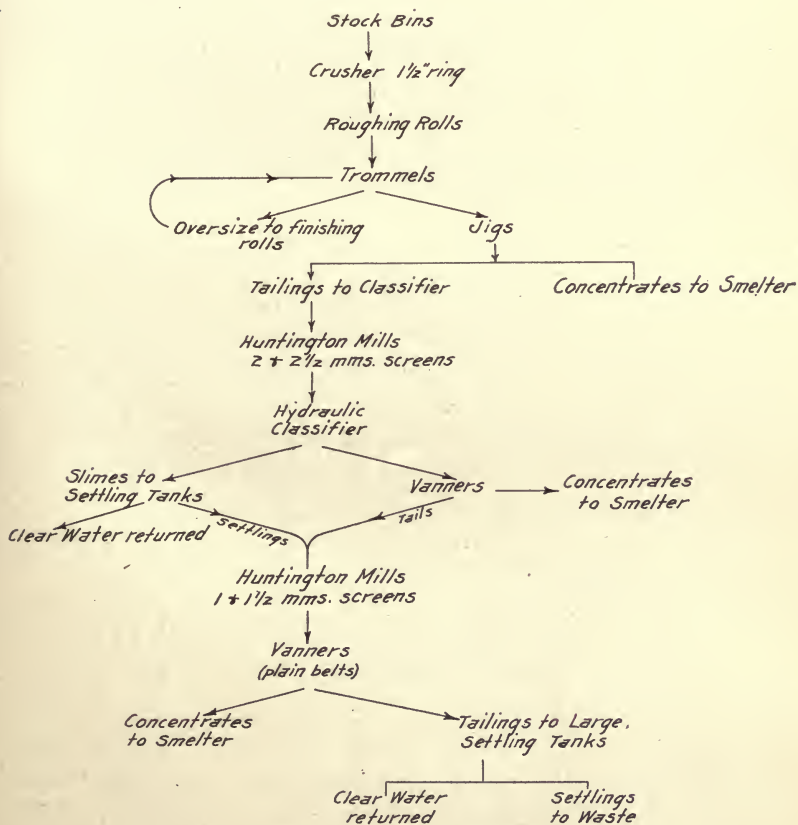 Stock Bins
Crusher 1½" ring
Roughing Rolls
Trommels
Oversize to finishing
rolls
Jigs
Tailings to Classifier
Concentrates to Smelter
Huntington Mills
2 + 2½ mms. screens
Hydraulic
Classifier
Slimes to
Settling Tanks
Vanners
Concentrates
to Smelter
Clear Water returned
Settlings
Tails
Huntington Mills
1 + 1½ mms. screens
Vanners
(plain belts)
Concentrates
to Smelter
Tailings to Large.
Settling Tanks
Clear Water
returned
Settlings
to Waste